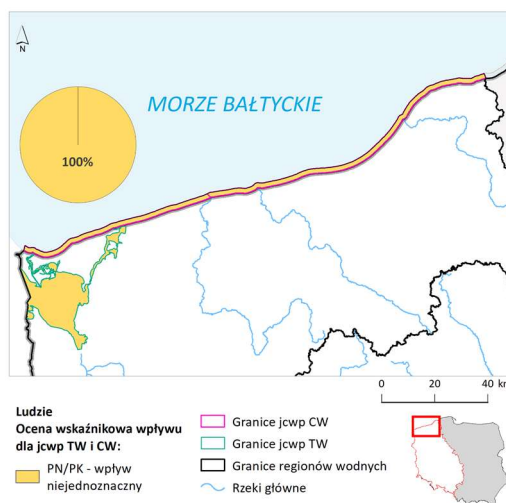 N
MORZE BAŁTYCKIE
100%
0 20 40 km
Ludzie
Ocena wskaźnikowa wpływu
dla jcwp TW i CW:
PN/PK - wpływ
niejednoznaczny
Granice jcwp CW
Granice jcwp TW
Granice regionów wodnych
Rzeki główne